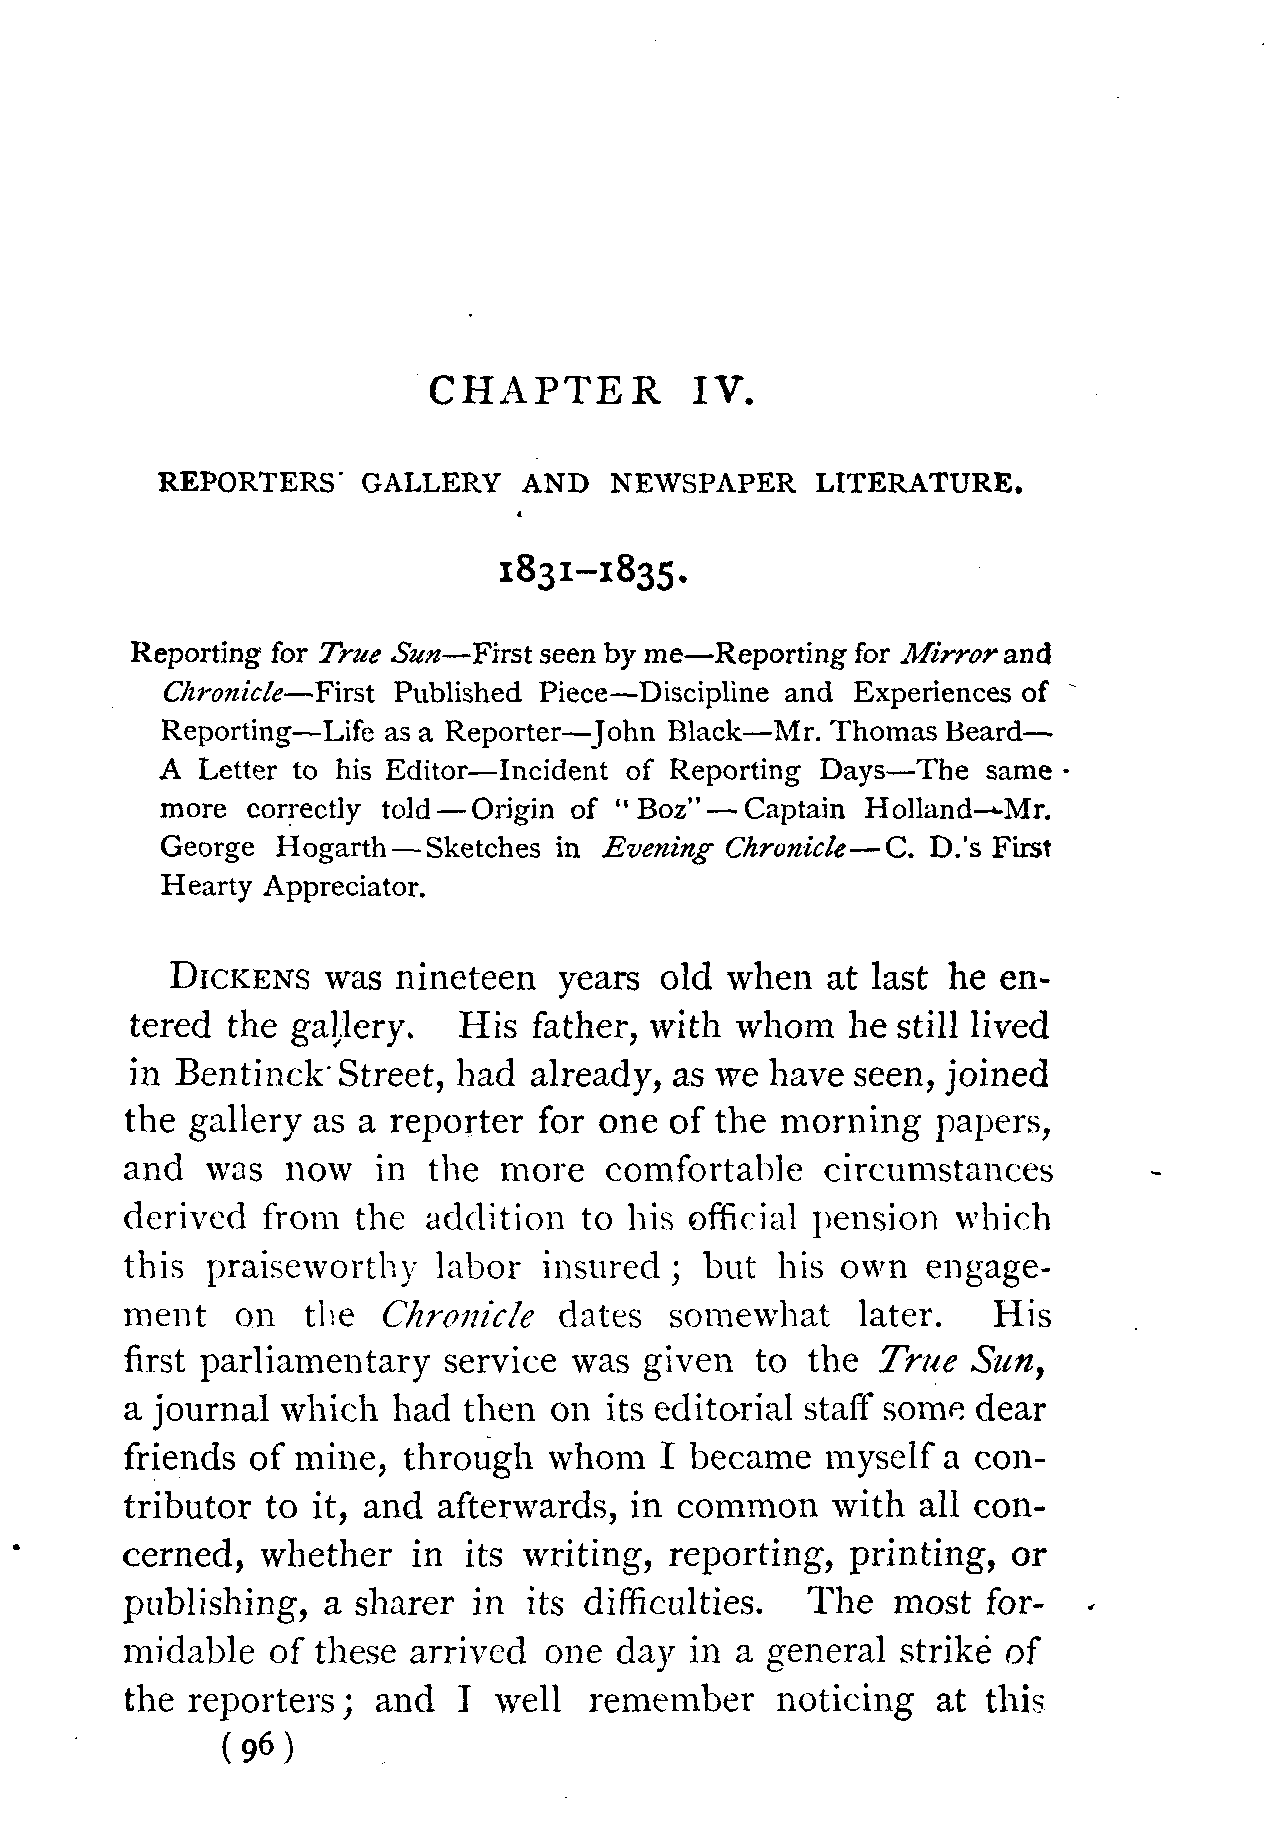 CHAPTER IV.
REPORTERS' GALLERY AND NEWSPAPER LITERATURE.
1831–1835.
Reporting for True Sun—First seen by me—Reporting for Mirror and
Chronicle—First Published Piece—Discipline and Experiences of
Reporting—Life as a Reporter—John Black—Mr. Thomas Beard—
A Letter to his Editor—Incident of Reporting Days—The same
more correctly told—Origin of "Boz"—Captain Holland—Mr.
George Hogarth—Sketches in Evening Chronicle—C. D.'s First
Hearty Appreciator.
DICKENS was nineteen years old when at last he en-
tered the gallery. His father, with whom he still lived
in Bentinck Street, had already, as we have seen, joined
the gallery as a reporter for one of the morning papers,
and was now in the more comfortable circumstances
derived from the addition to his official pension which
this praiseworthy labor insured; but his own engage-
ment on the Chronicle dates somewhat later. His
first parliamentary service was given to the True Sun,
a journal which had then on its editorial staff some dear
friends of mine, through whom I became myself a con-
tributor to it, and afterwards, in common with all con-
cerned, whether in its writing, reporting, printing, or
publishing, a sharer in its difficulties. The most for-
midable of these arrived one day in a general strike of
the reporters; and I well remember noticing at this
(96)